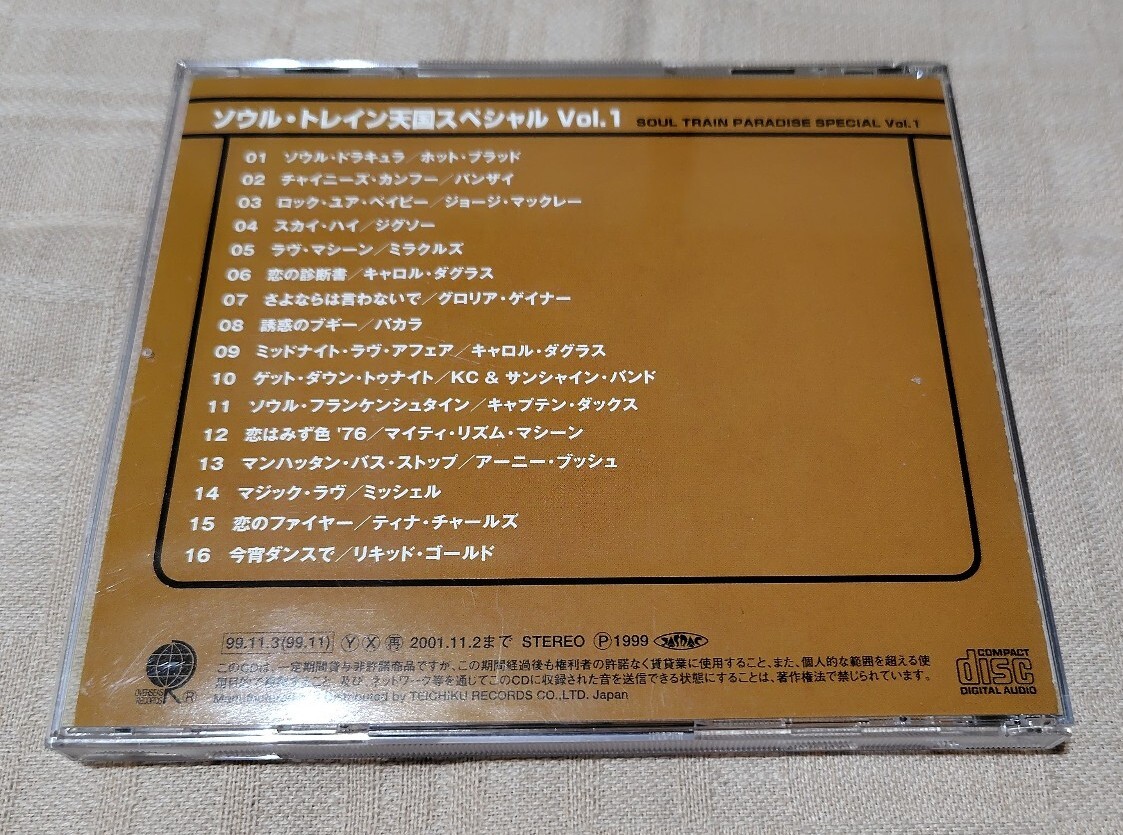 ソウル・トレイン天国スペシャル Vol.1 SOUL TRAIN PARADISE SPECIAL Vol.1
01 ソウル・ドラキュラ/ホット・ブラッド
02 チャイニーズ・カンフー/バンザイ
03 ロック・ユア・ベイビー/ジョージ・マックレー
04 スカイ・ハイ/ジグソー
05 ラヴ・マシーン/ミラクルズ
06 恋の診断書/キャロル・ダグラス
07 さよならは言わないで/グロリア・ゲイナー
08 誘惑のブギー/バカラ
09 ミッドナイト・ラヴ・アフェア/キャロル・ダグラス
10 ゲット・ダウン・トゥナイト/KC & サンシャイン・バンド
11 ソウル・フランケンシュタイン/キャプテン・ダックス
12 恋はみず色 '76/マイティ・リズム・マシーン
13 マンハッタン・バス・ストップ/アーニー・ブッシュ
14 マジック・ラヴ/ミッシェル
15 恋のファイヤー/ティナ・チャールズ
16 今宵ダンスで/リキッド・ゴールド
99.11.3(99.11) Ⓨ Ⓧ 再 2001.11.2まで STEREO Ⓟ1999 JASRAC
このCDは、一定期間貸与非許諾商品ですが、この期間経過後も権利者の許諾なく賃貸業に使用すること、また、個人的な範囲を超える使
用目的で こと、及び、ネットワーク等を通じてこのCDに収録された音を送信できる状態にすることは、著作権法で禁じられています。
distributed by TEICHIKU RECORDS CO.,LTD. Japan
OVERSEAS RECORDS R ®
COMPACT disc DIGITAL AUDIO